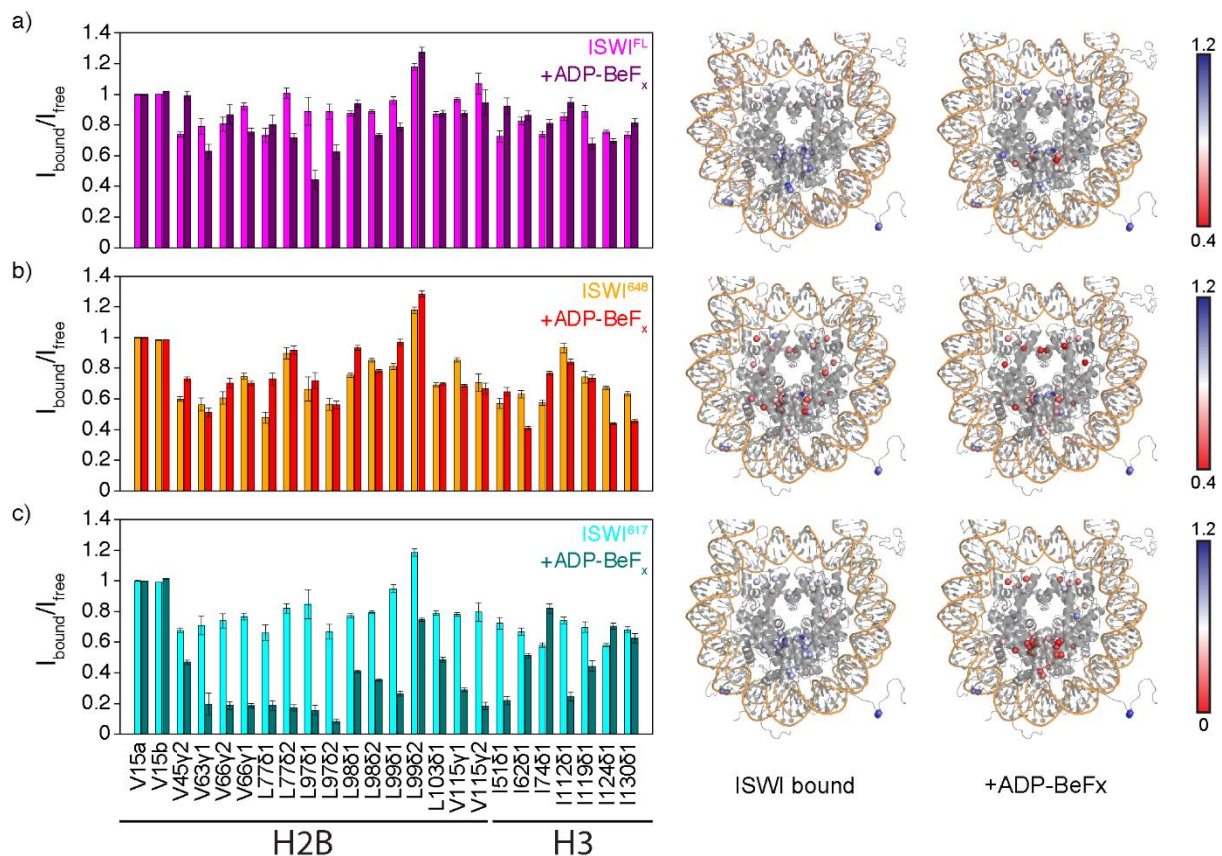 a)
I_bound/I_free
1.4
1.2
1
0.8
0.6
0.4
0.2
0
ISWI^FL
+ADP-BeF_x
1.2
0.4
b)
I_bound/I_free
1.4
1.2
1
0.8
0.6
0.4
0.2
0
ISWI^648
+ADP-BeF_x
1.2
0.4
c)
I_bound/I_free
1.4
1.2
1
0.8
0.6
0.4
0.2
0
ISWI^617
+ADP-BeF_x
1.2
0
V15a
V15b
V45γ2
V63γ1
V66γ2
V66γ1
L77δ1
L77δ2
L97δ1
L97δ2
L98δ1
L98δ2
L99δ1
L99δ2
L103δ1
V115γ1
V115γ2
I51δ1
I62δ1
I74δ1
I112δ1
I119δ1
I124δ1
I130δ1
H2B
H3
ISWI bound
+ADP-BeFx